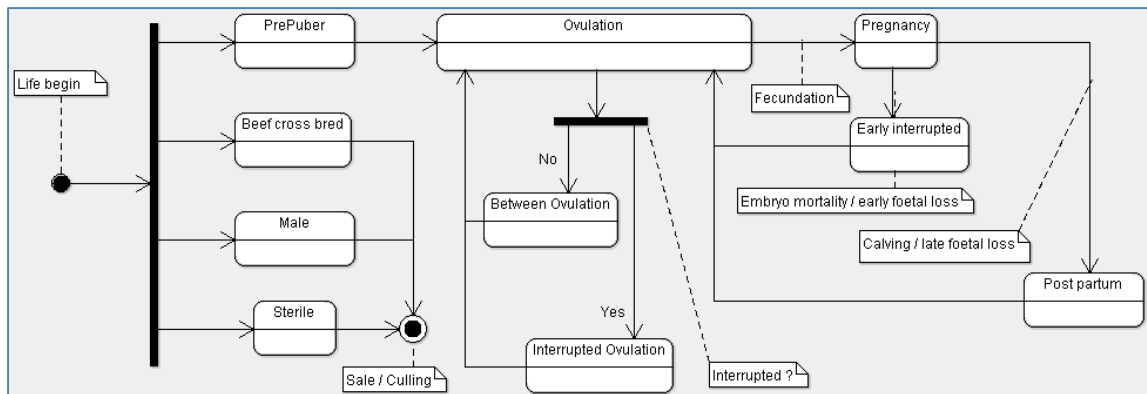 PrePuber
Ovulation
Pregnancy
Life begin
Fecundation
Beef cross bred
Early interrupted
No
Between Ovulation
Embryo mortality / early foetal loss
Male
Calving / late foetal loss
Post partum
Sterile
Yes
Interrupted Ovulation
Sale / Culling
Interrupted ?